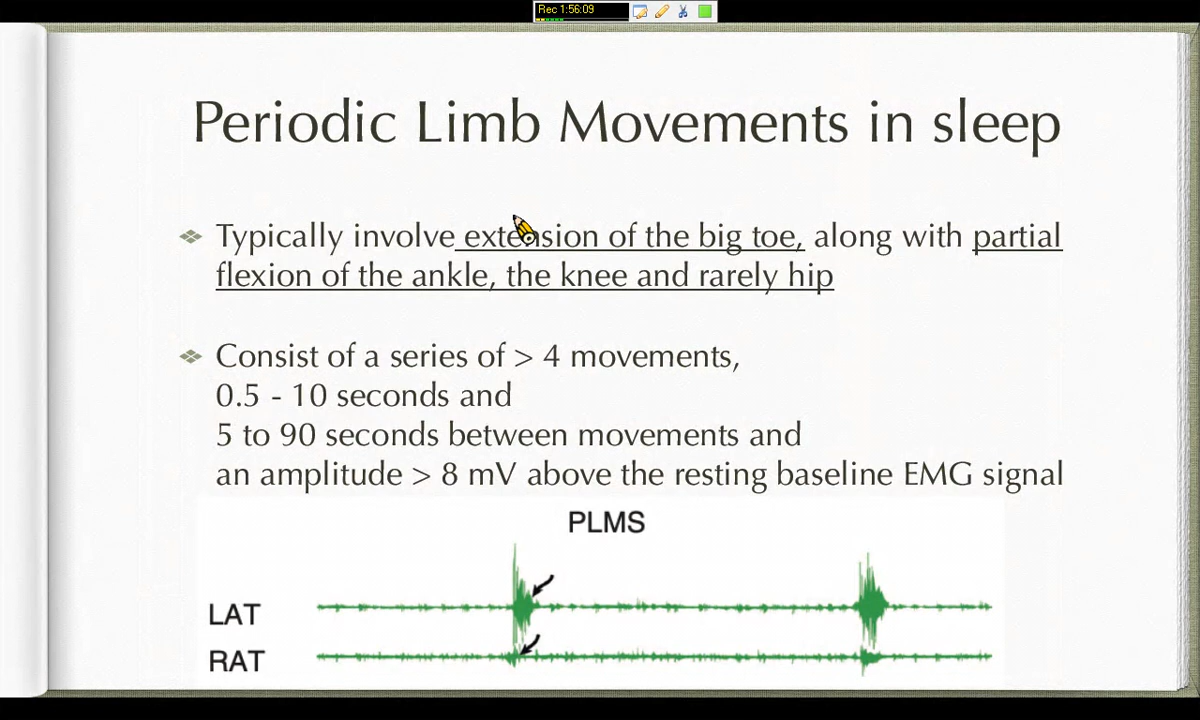 Rec 1:56:09
Periodic Limb Movements in sleep
Typically involve extension of the big toe, along with partial
flexion of the ankle, the knee and rarely hip
Consist of a series of > 4 movements,
0.5 - 10 seconds and
5 to 90 seconds between movements and
an amplitude > 8 mV above the resting baseline EMG signal
PLMS
LAT
RAT